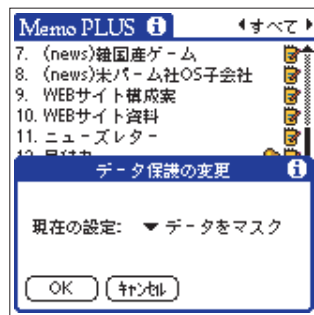 Memo PLUS すべて
7. (news)韓国産ゲーム
8. (news)米パーム社OS子会社
9. WEBサイト構成案
10. WEBサイト資料
11. ニューズレター
データ保護の変更
現在の設定: データをマスク
OK キャンセル